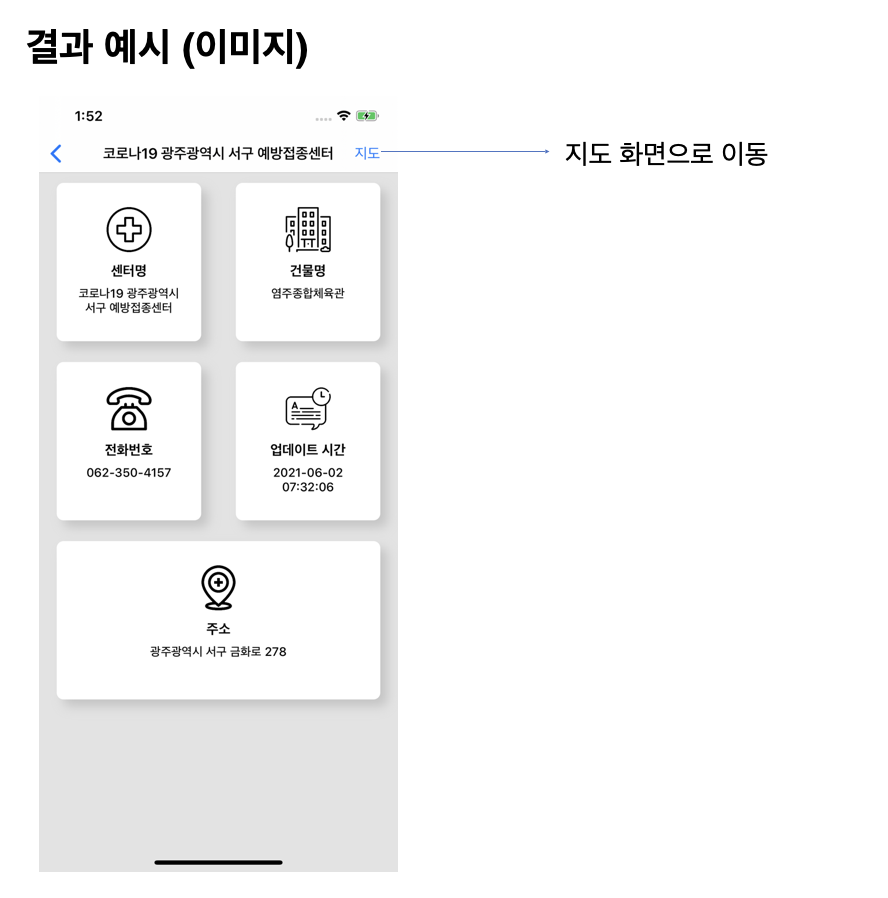 결과 예시 (이미지)
1:52
코로나19 광주광역시 서구 예방접종센터
지도
지도 화면으로 이동
센터명
코로나19 광주광역시
서구 예방접종센터
건물명
염주종합체육관
전화번호
062-350-4157
A
업데이트 시간
2021-06-02
07:32:06
주소
광주광역시 서구 금화로 278